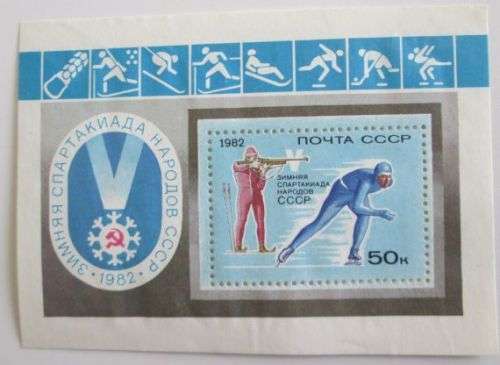 V
ЗИМНЯЯ СПАРТАКИАДА НАРОДОВ СССР
·1982·
1982
ПОЧТА СССР
V
ЗИМНЯЯ
СПАРТАКИАДА
НАРОДОВ
СССР
50к